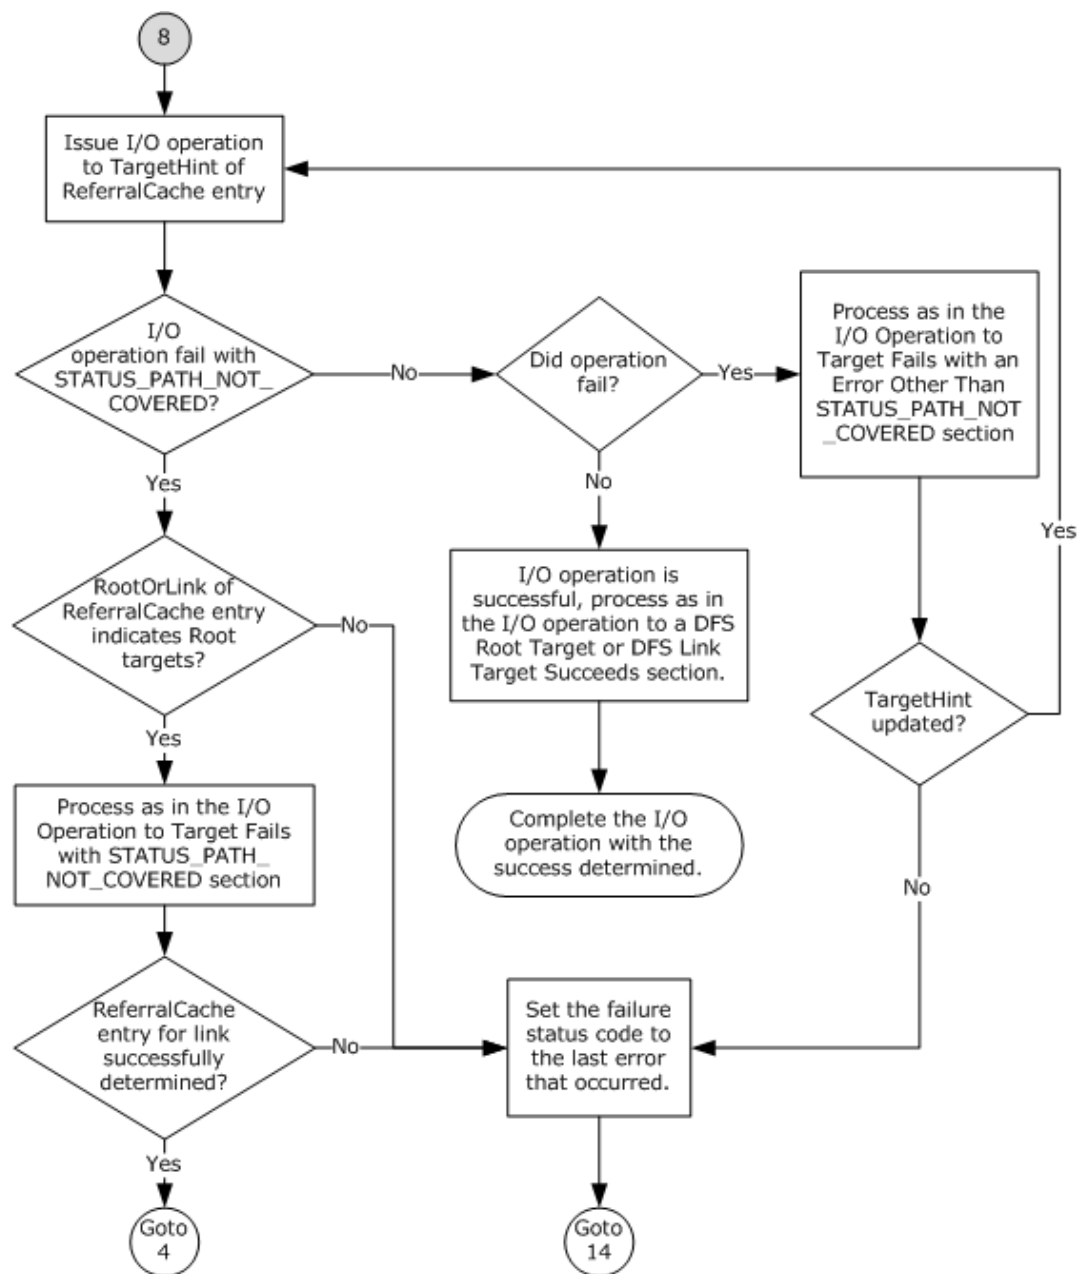 8
Issue I/O operation
to TargetHint of
ReferralCache entry
I/O
operation fail with
STATUS_PATH_NOT_
COVERED?
No
Did operation
fail?
Yes
Process as in the
I/O Operation to
Target Fails with an
Error Other Than
STATUS_PATH_NOT
_COVERED section
Yes
No
Yes
RootOrLink of
ReferralCache entry
indicates Root
targets?
No
I/O operation is
successful, process as in
the I/O operation to a DFS
Root Target or DFS Link
Target Succeeds section.
TargetHint
updated?
Yes
Process as in the I/O
Operation to Target Fails
with STATUS_PATH_
NOT_COVERED section
Complete the I/O
operation with the
success determined.
No
ReferralCache
entry for link
successfully
determined?
No
Set the failure
status code to
the last error
that occurred.
Yes
Goto
4
Goto
14